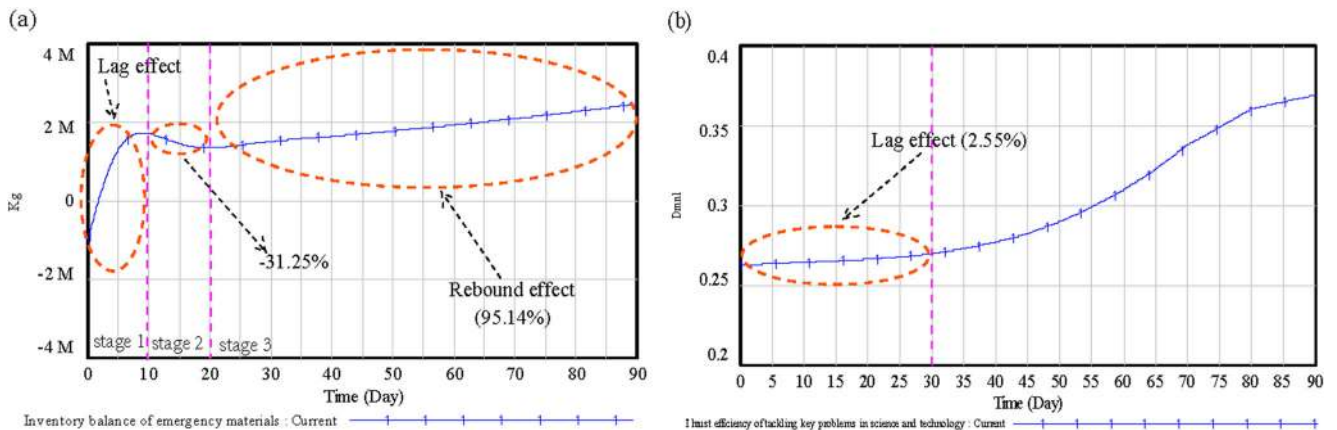 (a)
4 M
2 M
0
-2 M
-4 M
Kg
Lag effect
-31.25%
Rebound effect
(95.14%)
stage 1
stage 2
stage 3
0 10 20 30 40 50 60 70 80 90
Time (Day)
Inventory balance of emergency materials : Current
(b)
0.4
0.35
0.3
0.25
0.2
Dmnl
Lag effect (2.55%)
0 5 10 15 20 25 30 35 40 45 50 55 60 65 70 75 80 85 90
Time (Day)
efficiency of tackling key problems in science and technology : Current